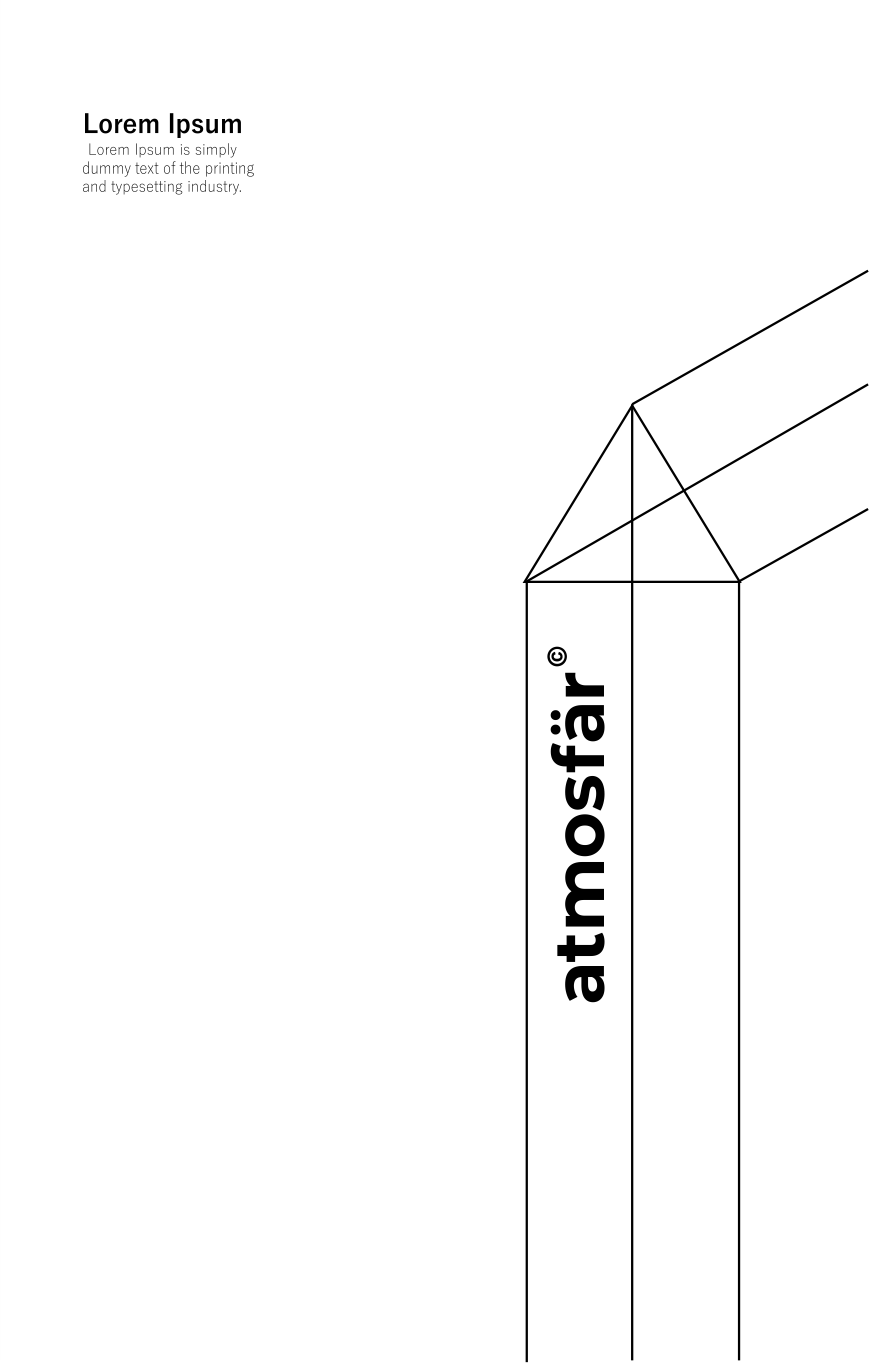 Lorem Ipsum
Lorem Ipsum is simply
dummy text of the printing
and typesetting industry.
atmosfär©